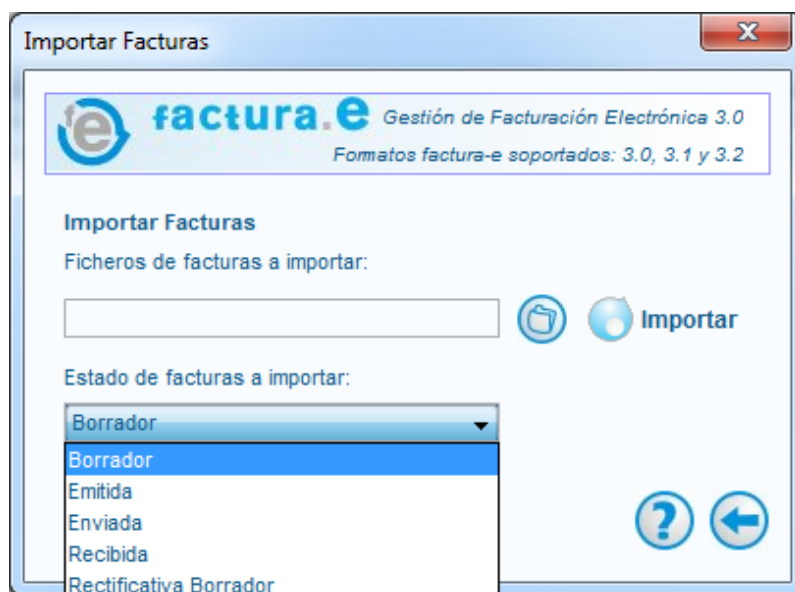 Importar Facturas
factura.e Gestión de Facturación Electrónica 3.0
Formatos factura-e soportados: 3.0, 3.1 y 3.2
Importar Facturas
Ficheros de facturas a importar:
Importar
Estado de facturas a importar:
Borrador
Borrador
Emitida
Enviada
Recibida
Rectificativa Borrador